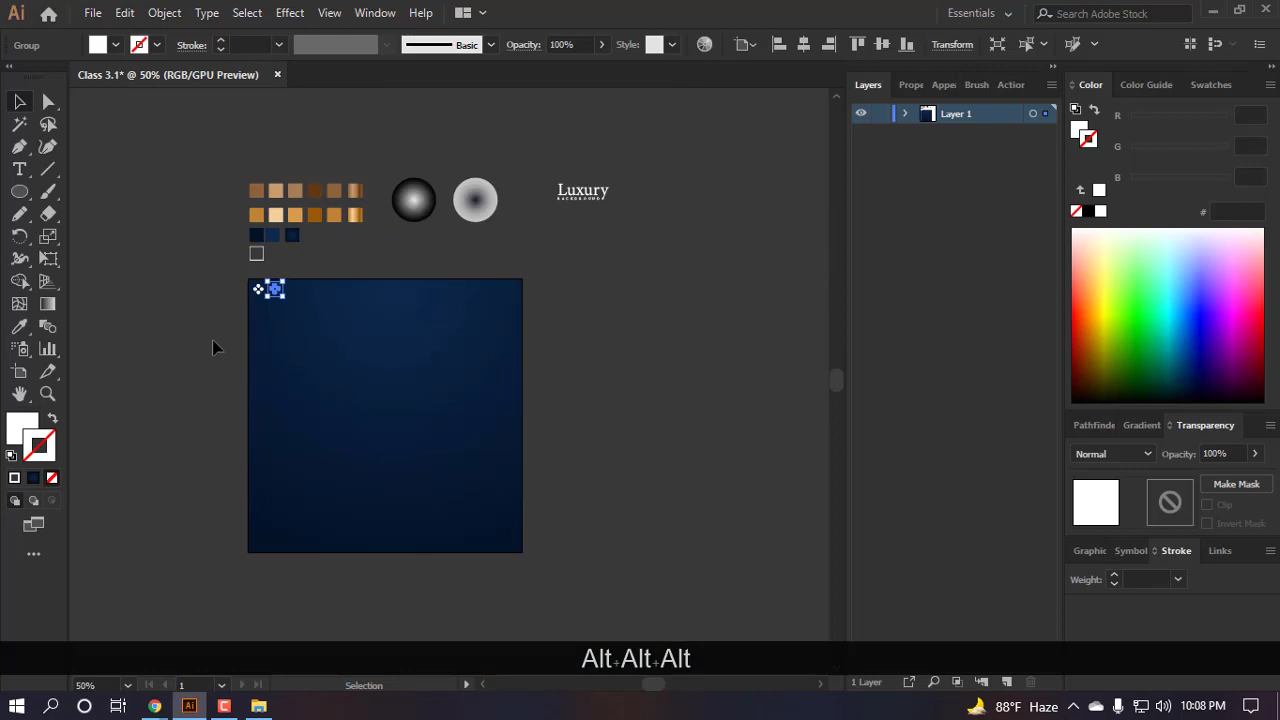 Ai File Edit Object Type Select Effect View Window Help Essentials Search Adobe Stock
Group Stroke: Basic Opacity: 100% Style: Transform
Class 3.1* @ 50% (RGB/GPU Preview) ×
Layers Prope Appe Brush Action Color Color Guide Swatches
Layer 1
R
G
B
#
Luxury
BACKGROUND
Pathfinde Gradient Transparency
Normal Opacity: 100%
Make Mask
Clip
Invert Mask
Graphic Symbol Stroke Links
Weight:
Alt+Alt+Alt
50% 1 Selection 1 Layer
88°F Haze 10:08 PM